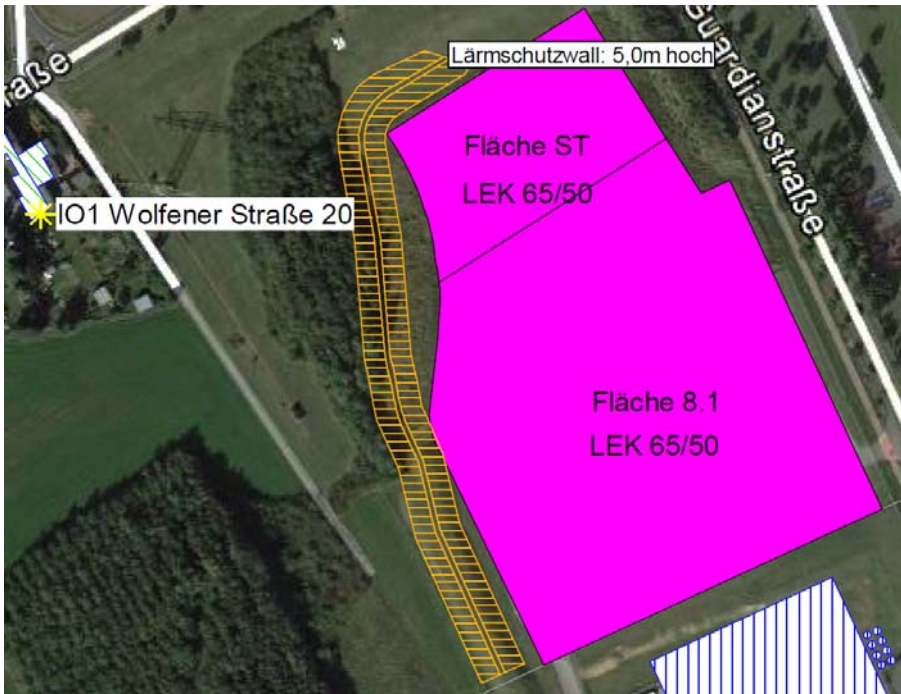 raße
Lärmschutzwall: 5,0m hoch
Guardianstraße
Fläche ST
LEK 65/50
IO1 Wolfener Straße 20
Fläche 8.1
LEK 65/50